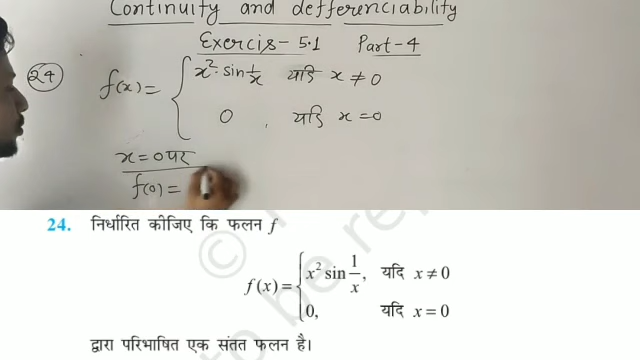 Continuity and defferenciability
Exercis-5.1 Part-4
24 f(x) = { x². sin 1/x यदि x ≠ 0
0, यदि x = 0
x = 0 पर
f(0) =
24. निर्धारित कीजिए कि फलन f
f(x) = { x² sin 1/x, यदि x ≠ 0
0, यदि x = 0
द्वारा परिभाषित एक संतत फलन है।